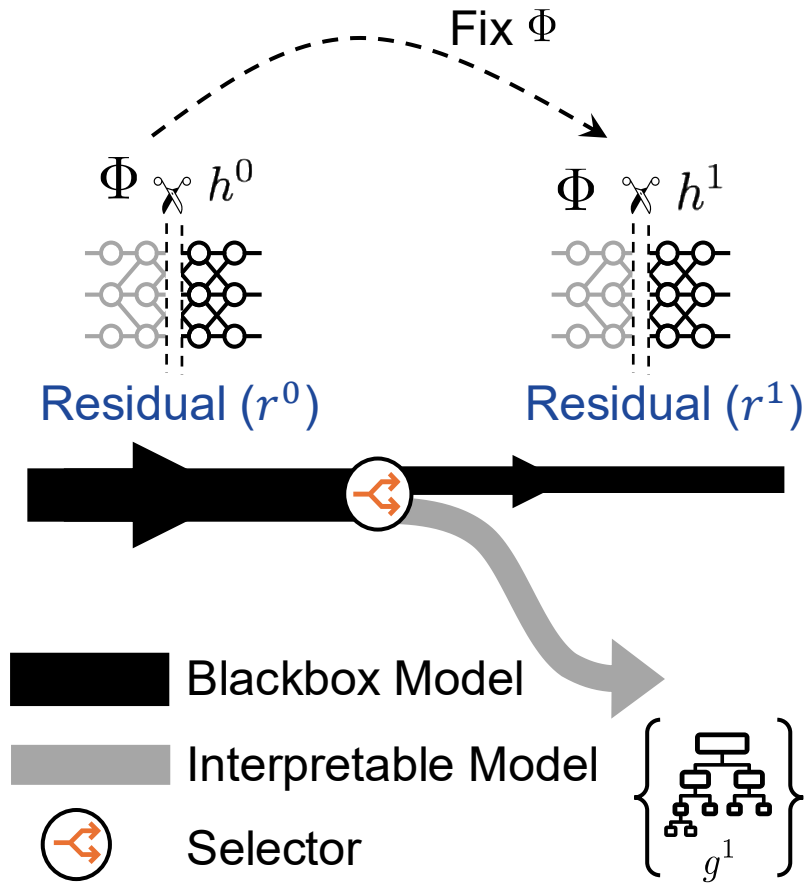 Fix Φ
Φ h⁰ Φ h¹
Residual (r⁰) Residual (r¹)
Blackbox Model
Interpretable Model
Selector
g¹